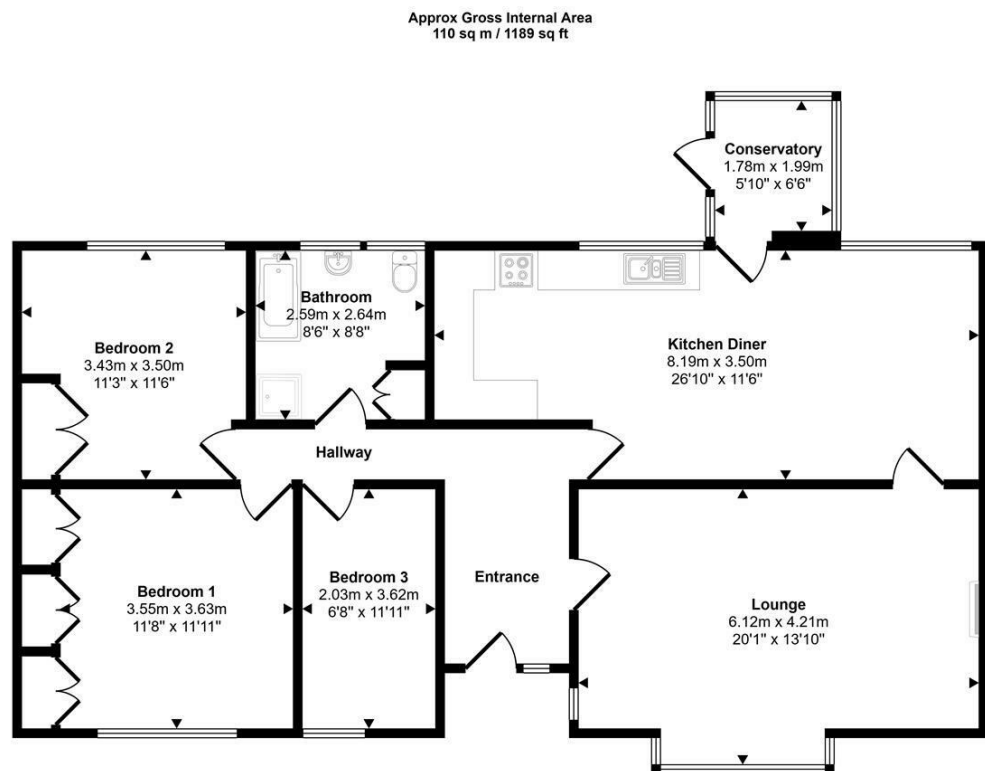 Approx Gross Internal Area
110 sq m / 1189 sq ft
Conservatory
1.78m x 1.99m
5'10" x 6'6"
Bathroom
2.59m x 2.64m
8'6" x 8'8"
Bedroom 2
3.43m x 3.50m
11'3" x 11'6"
Kitchen Diner
8.19m x 3.50m
26'10" x 11'6"
Hallway
Bedroom 1
3.55m x 3.63m
11'8" x 11'11"
Bedroom 3
2.03m x 3.62m
6'8" x 11'11"
Entrance
Lounge
6.12m x 4.21m
20'1" x 13'10"